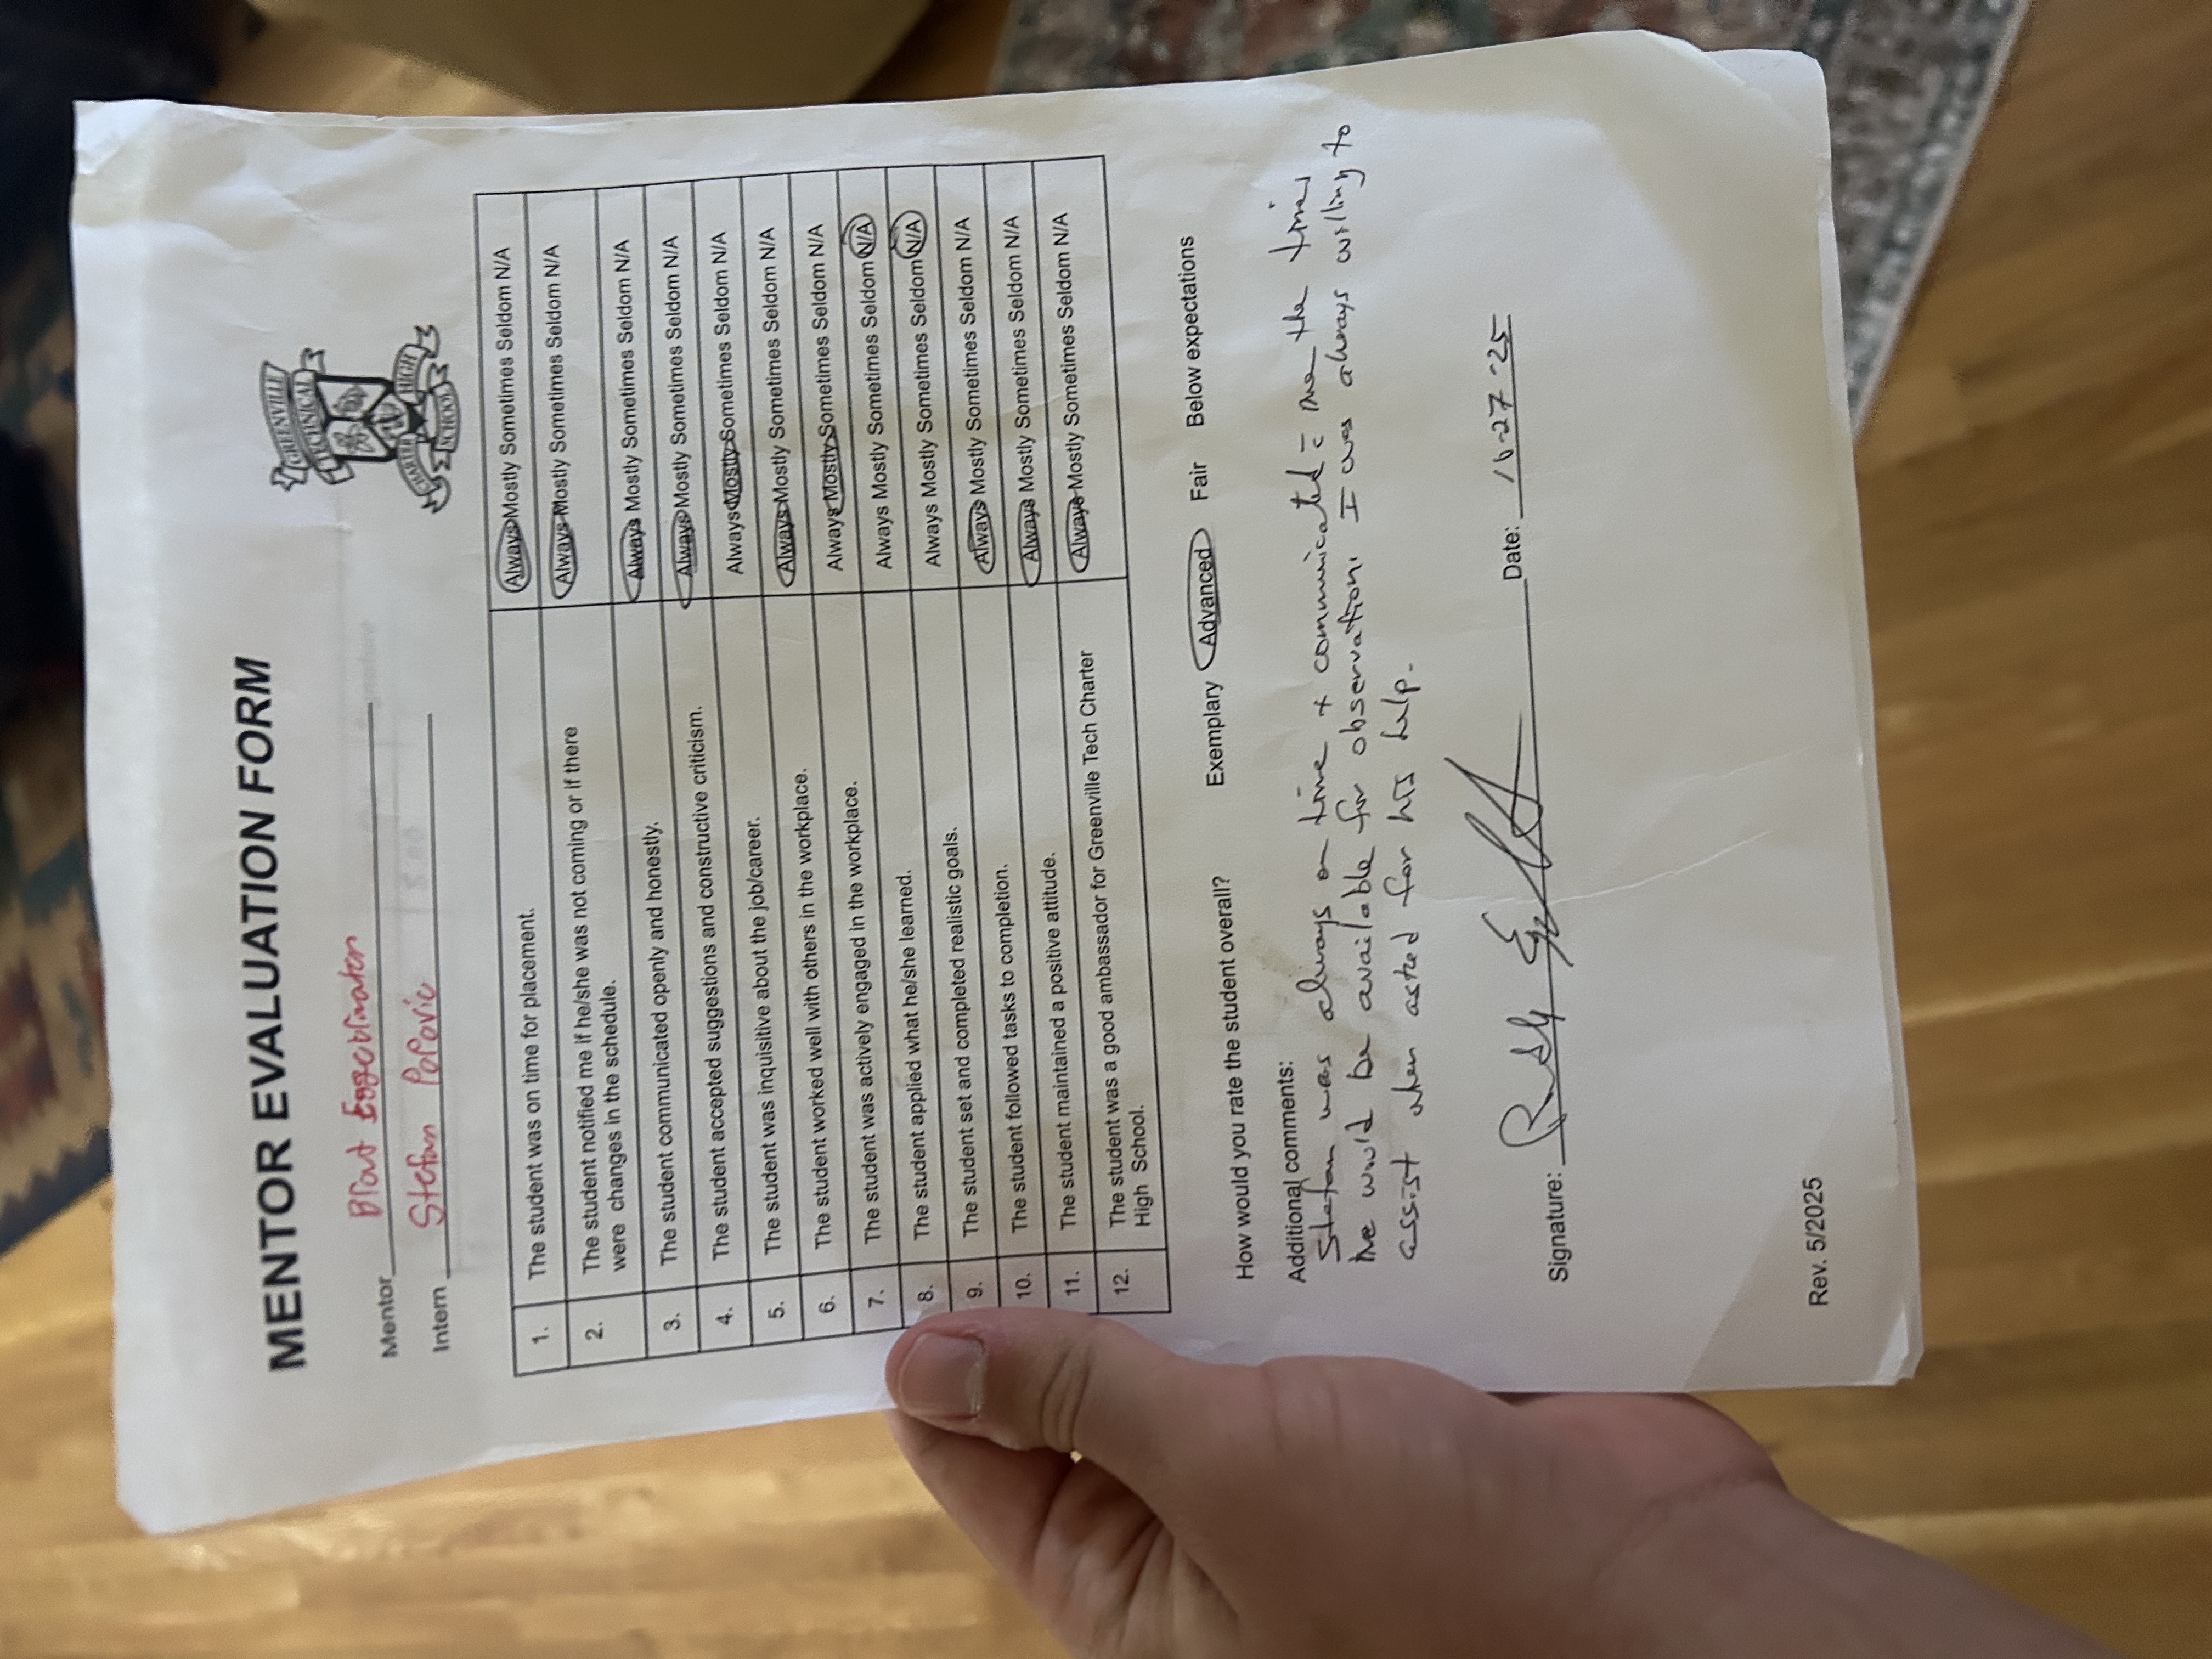 MENTOR EVALUATION FORM
GREENVILLE
TECHNICAL
CHARTER HIGH
SCHOOL
Mentor
Intern Stefan Popovic
1. The student was on time for placement. Always Mostly Sometimes Seldom N/A
2. The student notified me if he/she was not coming or if there Always Mostly Sometimes Seldom N/A
were changes in the schedule.
3. The student communicated openly and honestly. Always Mostly Sometimes Seldom N/A
4. The student accepted suggestions and constructive criticism. Always Mostly Sometimes Seldom N/A
5. The student was inquisitive about the job/career. Always Mostly Sometimes Seldom N/A
6. The student worked well with others in the workplace. Always Mostly Sometimes Seldom N/A
7. The student was actively engaged in the workplace. Always Mostly Sometimes Seldom N/A
8. The student applied what he/she learned. Always Mostly Sometimes Seldom N/A
9. The student set and completed realistic goals. Always Mostly Sometimes Seldom N/A
10. The student followed tasks to completion. Always Mostly Sometimes Seldom N/A
11. The student maintained a positive attitude. Always Mostly Sometimes Seldom N/A
12. The student was a good ambassador for Greenville Tech Charter Always Mostly Sometimes Seldom N/A
High School.
How would you rate the student overall? Exemplary Advanced Fair Below expectations
Additional comments:
Stefan was always on time + communicated me the times
he would be available for observation. I was always willing to
assist when asked for his help.
Signature: Date: 10-27-25
Rev. 5/2025